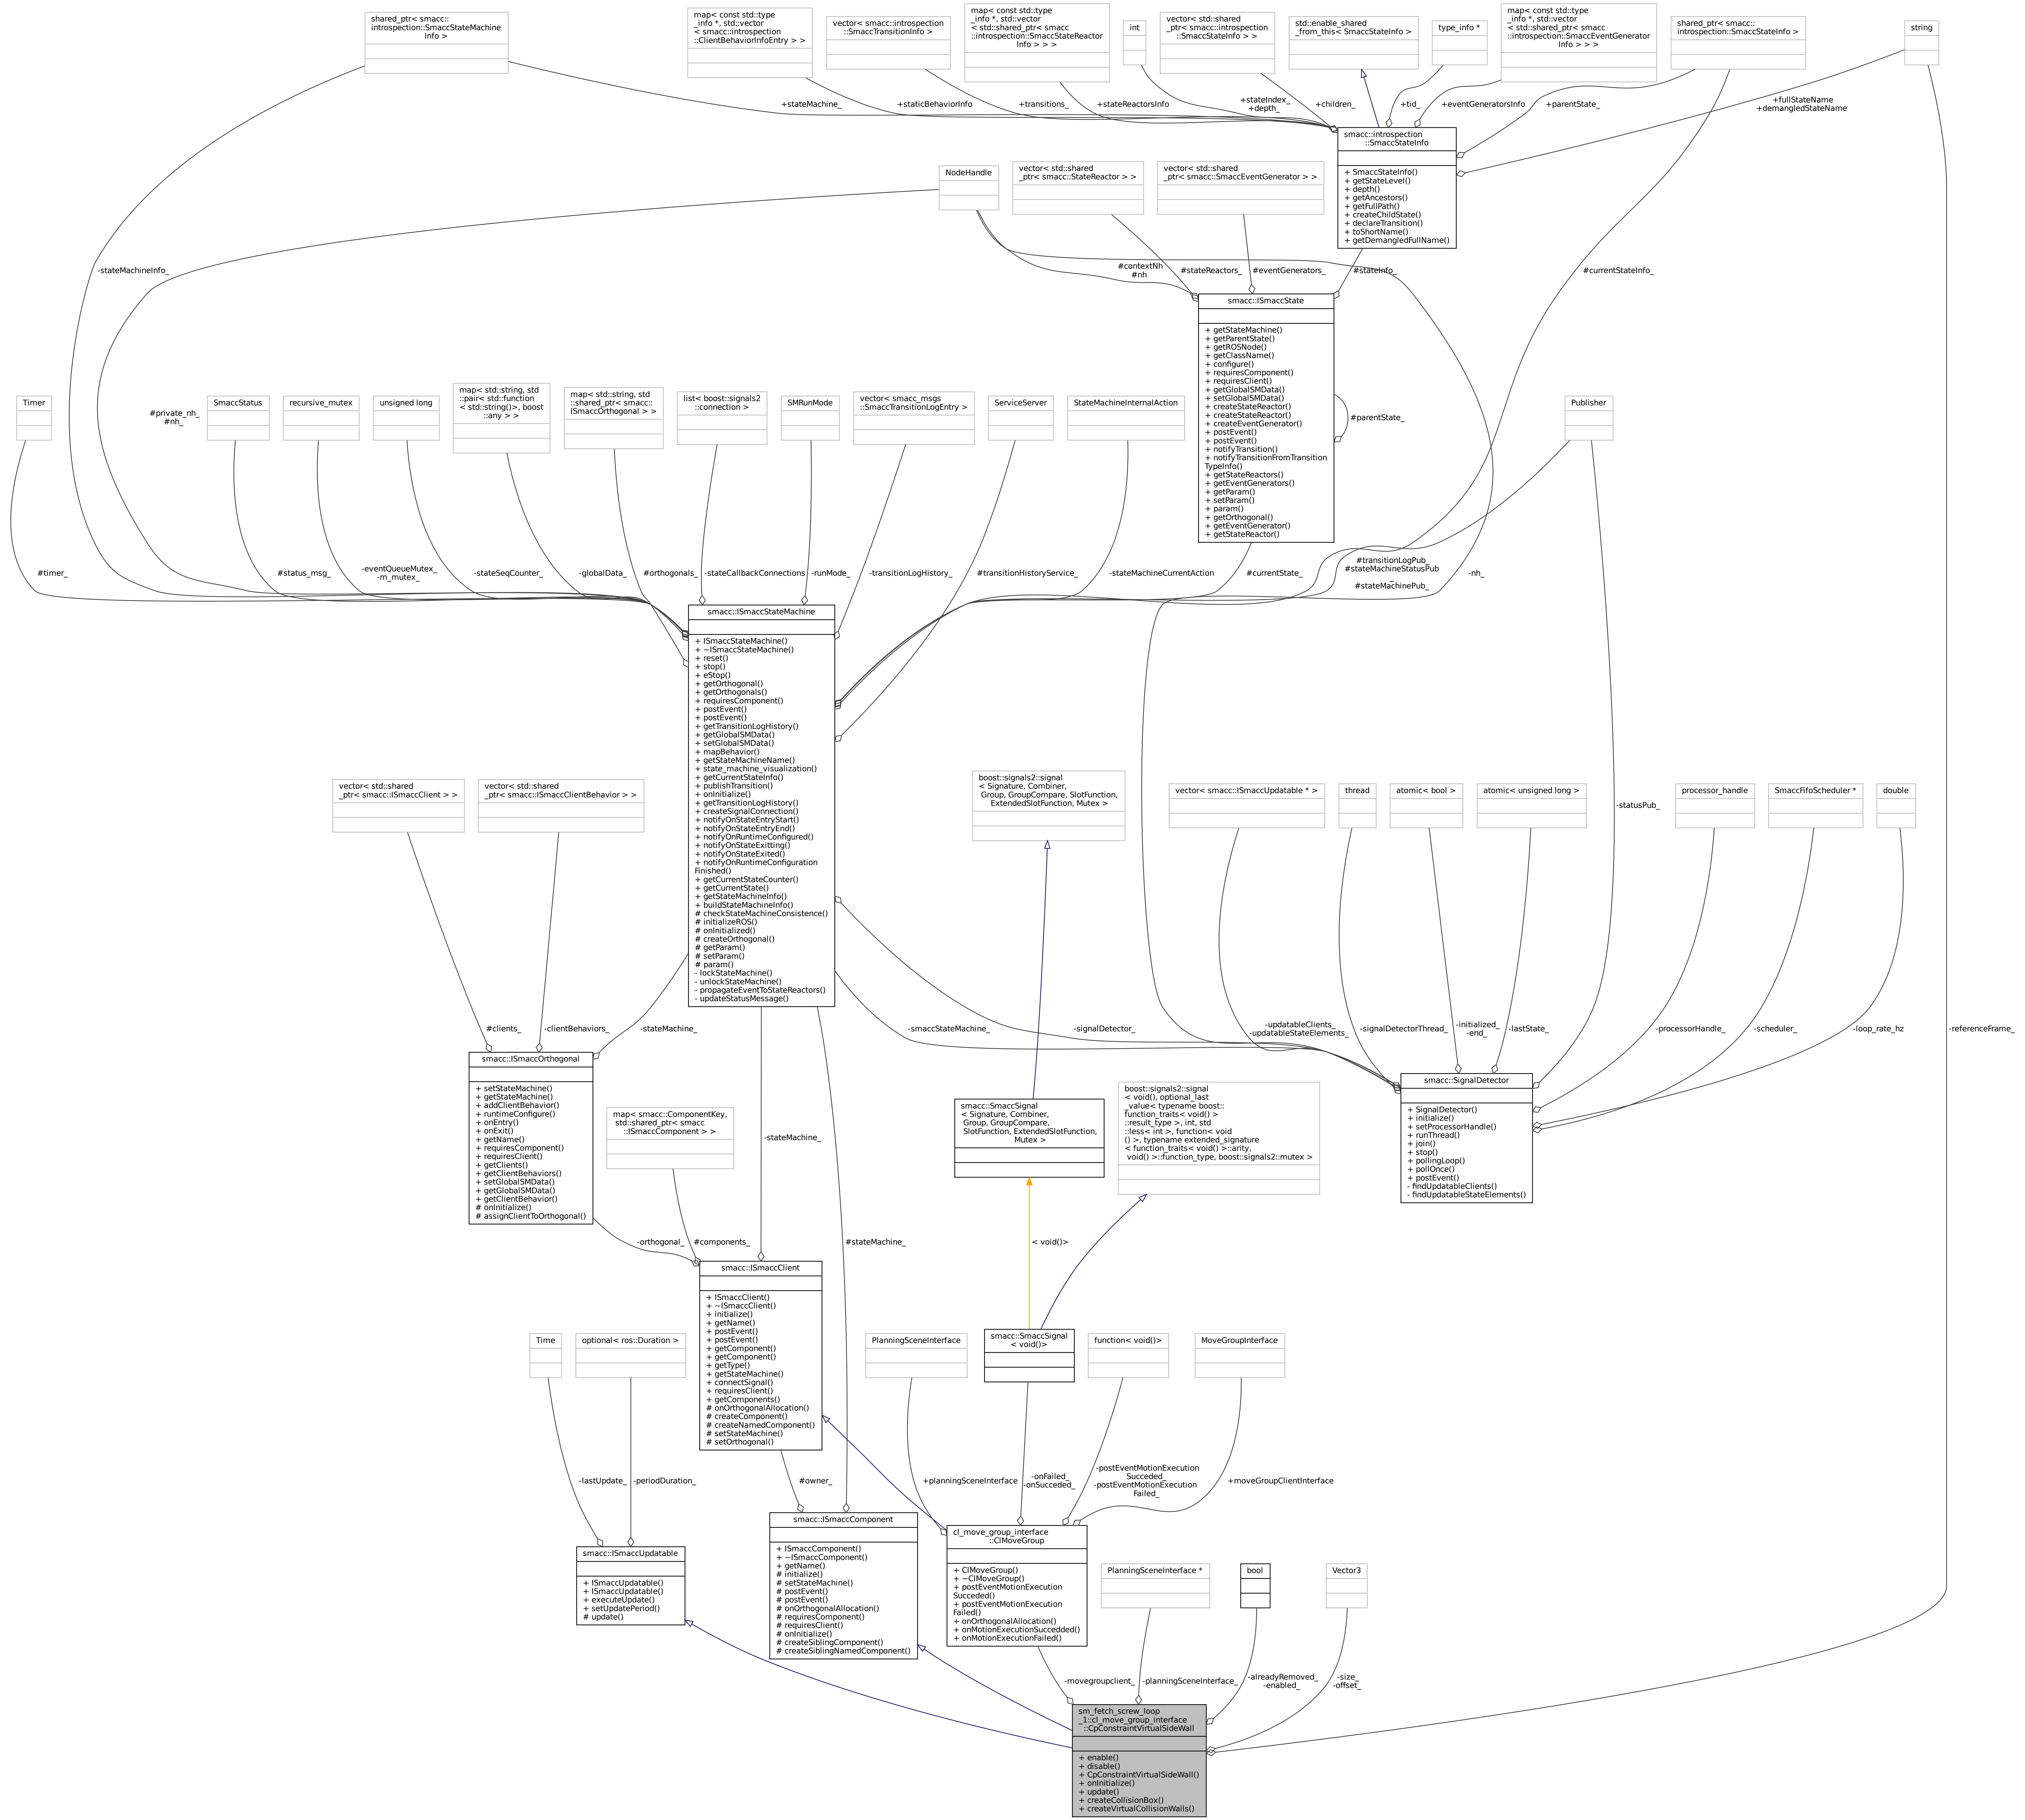 shared_ptr< smacc::
introspection::SmaccStateMachine
Info >
map< const std::type
_info *, std::vector
< smacc::introspection
::ClientBehaviorInfoEntry > >
vector< smacc::introspection
::SmaccTransitionInfo >
map< const std::type
_info *, std::vector
< std::shared_ptr< smacc
::introspection::SmaccStateReactor
Info > > >
int
vector< std::shared
_ptr< smacc::introspection
::SmaccStateInfo > >
std::enable_shared
_from_this< SmaccStateInfo >
type_info *
map< const std::type
_info *, std::vector
< std::shared_ptr< smacc
::introspection::SmaccEventGenerator
Info > > >
shared_ptr< smacc::
introspection::SmaccStateInfo >
string
+stateMachine_
+staticBehaviorInfo
+transitions_
+stateReactorsInfo
+stateIndex_
+depth_
+children_
+tid_
+eventGeneratorsInfo
+parentState_
+fullStateName
+demangledStateName
smacc::introspection
::SmaccStateInfo
+ SmaccStateInfo()
+ getStateLevel()
+ depth()
+ getAncestors()
+ getFullPath()
+ createChildState()
+ declareTransition()
+ toShortName()
+ getDemangledFullName()
NodeHandle
vector< std::shared
_ptr< smacc::StateReactor > >
vector< std::shared
_ptr< smacc::SmaccEventGenerator > >
-stateMachineInfo_
#contextNh
#nh
#stateReactors_
#eventGenerators_
#stateInfo_
#currentStateInfo_
smacc::ISmaccState
+ getStateMachine()
+ getParentState()
+ getROSNode()
+ getClassName()
+ configure()
+ requiresComponent()
+ requiresClient()
+ getGlobalSMData()
+ setGlobalSMData()
+ createStateReactor()
+ createStateReactor()
+ createEventGenerator()
+ postEvent()
+ postEvent()
+ notifyTransition()
+ notifyTransitionFromTransition
TypeInfo()
+ getStateReactors()
+ getEventGenerators()
+ getParam()
+ setParam()
+ param()
+ getOrthogonal()
+ getEventGenerator()
+ getStateReactor()
#parentState_
Timer
#private_nh_
#nh_
SmaccStatus
recursive_mutex
unsigned long
map< std::string, std
::pair< std::function
< std::string()>, boost
::any > >
map< std::string, std
::shared_ptr< smacc::
ISmaccOrthogonal > >
list< boost::signals2
::connection >
SMRunMode
vector< smacc_msgs
::SmaccTransitionLogEntry >
ServiceServer
StateMachineInternalAction
Publisher
#timer_
#status_msg_
-eventQueueMutex_
-m_mutex_
-stateSeqCounter_
-globalData_
#orthogonals_
-stateCallbackConnections
-runMode_
-transitionLogHistory_
#transitionHistoryService_
-stateMachineCurrentAction
#currentState_
#transitionLogPub_
#stateMachineStatusPub
_
#stateMachinePub_
-nh_
smacc::ISmaccStateMachine
+ ISmaccStateMachine()
+ ~ISmaccStateMachine()
+ reset()
+ stop()
+ eStop()
+ getOrthogonal()
+ getOrthogonals()
+ requiresComponent()
+ postEvent()
+ postEvent()
+ getTransitionLogHistory()
+ getGlobalSMData()
+ setGlobalSMData()
+ mapBehavior()
+ getStateMachineName()
+ state_machine_visualization()
+ getCurrentStateInfo()
+ publishTransition()
+ onInitialize()
+ getTransitionLogHistory()
+ createSignalConnection()
+ notifyOnStateEntryStart()
+ notifyOnStateEntryEnd()
+ notifyOnRuntimeConfigured()
+ notifyOnStateExitting()
+ notifyOnStateExited()
+ notifyOnRuntimeConfiguration
Finished()
+ getCurrentStateCounter()
+ getCurrentState()
+ getStateMachineInfo()
+ buildStateMachineInfo()
# checkStateMachineConsistence()
# initializeROS()
# onInitialized()
# createOrthogonal()
# getParam()
# setParam()
# param()
- lockStateMachine()
- unlockStateMachine()
- propagateEventToStateReactors()
- updateStatusMessage()
vector< std::shared
_ptr< smacc::ISmaccClient > >
vector< std::shared
_ptr< smacc::ISmaccClientBehavior > >
boost::signals2::signal
< Signature, Combiner,
Group, GroupCompare, SlotFunction,
ExtendedSlotFunction, Mutex >
vector< smacc::ISmaccUpdatable * >
thread
atomic< bool >
atomic< unsigned long >
-statusPub_
processor_handle
SmaccFifoScheduler *
double
#clients_
-clientBehaviors_
-stateMachine_
-smaccStateMachine_
-signalDetector_
-updatableClients_
-updatableStateElements_
-signalDetectorThread_
-initialized_
-end_
-lastState_
-processorHandle_
-scheduler_
-loop_rate_hz
-referenceFrame_
smacc::ISmaccOrthogonal
+ setStateMachine()
+ getStateMachine()
+ addClientBehavior()
+ runtimeConfigure()
+ onEntry()
+ onExit()
+ getName()
+ requiresComponent()
+ requiresClient()
+ getClients()
+ getClientBehaviors()
+ setGlobalSMData()
+ getGlobalSMData()
+ getClientBehavior()
# onInitialize()
# assignClientToOrthogonal()
map< smacc::ComponentKey,
std::shared_ptr< smacc
::ISmaccComponent > >
-stateMachine_
smacc::SmaccSignal
< Signature, Combiner,
Group, GroupCompare,
SlotFunction, ExtendedSlotFunction,
Mutex >
boost::signals2::signal
< void(), optional_last
_value< typename boost::
function_traits< void() >
::result_type >, int, std
::less< int >, function< void
() >, typename extended_signature
< function_traits< void() >::arity,
void() >::function_type, boost::signals2::mutex >
smacc::SignalDetector
+ SignalDetector()
+ initialize()
+ setProcessorHandle()
+ runThread()
+ join()
+ stop()
+ pollingLoop()
+ pollOnce()
+ postEvent()
- findUpdatableClients()
- findUpdatableStateElements()
-orthogonal_
#components_
#stateMachine_
< void()>
smacc::ISmaccClient
+ ISmaccClient()
+ ~ISmaccClient()
+ initialize()
+ getName()
+ postEvent()
+ postEvent()
+ getComponent()
+ getComponent()
+ getType()
+ getStateMachine()
+ connectSignal()
+ requiresClient()
+ getComponents()
# onOrthogonalAllocation()
# createComponent()
# createNamedComponent()
# setStateMachine()
# setOrthogonal()
Time
optional< ros::Duration >
PlanningSceneInterface
smacc::SmaccSignal
< void()>
function< void()>
MoveGroupInterface
-lastUpdate_
-periodDuration_
#owner_
+planningSceneInterface
-onFailed_
-onSucceded_
-postEventMotionExecution
Succeded_
-postEventMotionExecution
Failed_
+moveGroupClientInterface
smacc::ISmaccUpdatable
+ ISmaccUpdatable()
+ ISmaccUpdatable()
+ executeUpdate()
+ setUpdatePeriod()
# update()
smacc::ISmaccComponent
+ ISmaccComponent()
+ ~ISmaccComponent()
+ getName()
# initialize()
# setStateMachine()
# postEvent()
# postEvent()
# onOrthogonalAllocation()
# requiresComponent()
# requiresClient()
# onInitialize()
# createSiblingComponent()
# createSiblingNamedComponent()
cl_move_group_interface
::ClMoveGroup
+ ClMoveGroup()
+ ~ClMoveGroup()
+ postEventMotionExecution
Succeded()
+ postEventMotionExecution
Failed()
+ onOrthogonalAllocation()
+ onMotionExecutionSuccedded()
+ onMotionExecutionFailed()
PlanningSceneInterface *
bool
Vector3
-movegroupclient_
-planningSceneInterface_
-alreadyRemoved_
-enabled_
-size_
-offset_
sm_fetch_screw_loop
_1::cl_move_group_interface
::CpConstraintVirtualSideWall
+ enable()
+ disable()
+ CpConstraintVirtualSideWall()
+ onInitialize()
+ update()
+ createCollisionBox()
+ createVirtualCollisionWalls()